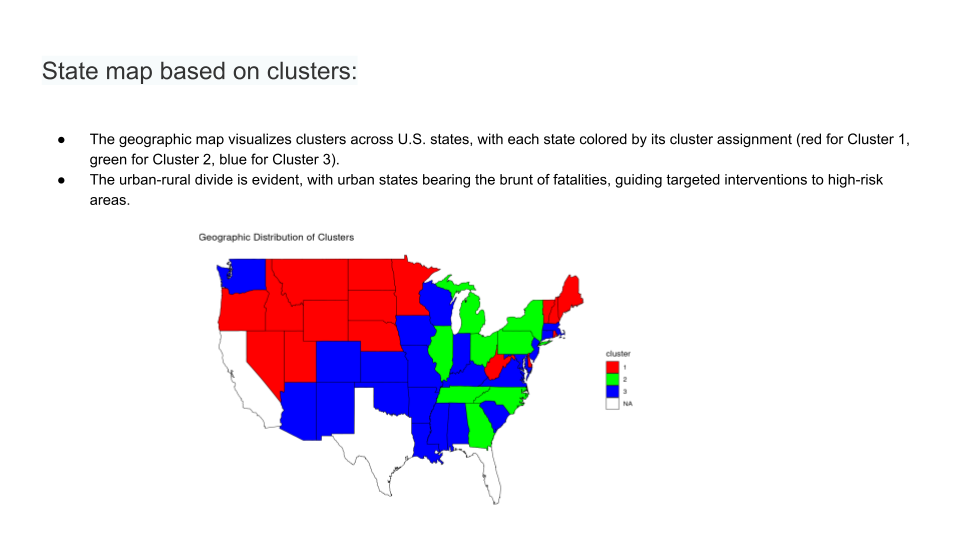 State map based on clusters:
● The geographic map visualizes clusters across U.S. states, with each state colored by its cluster assignment (red for Cluster 1,
green for Cluster 2, blue for Cluster 3).
● The urban-rural divide is evident, with urban states bearing the brunt of fatalities, guiding targeted interventions to high-risk
areas.
Geographic Distribution of Clusters
cluster
1
2
3
NA